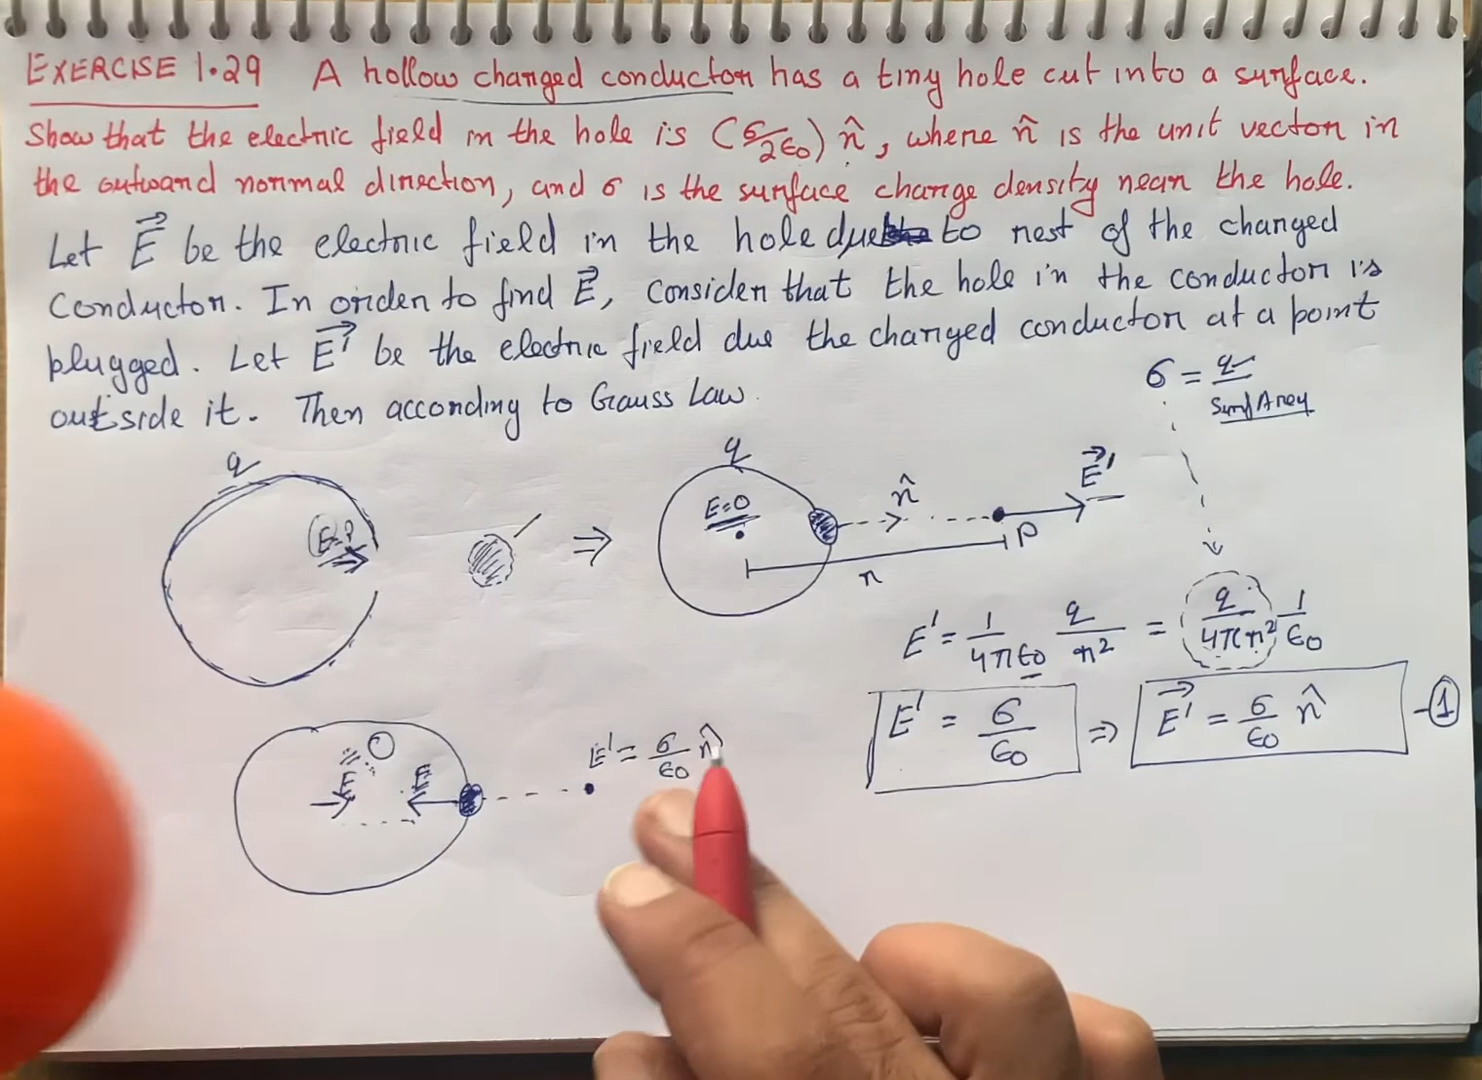 EXERCISE 1.29 A hollow charged conductor has a tiny hole cut into a surface.
Show that the electric field in the hole is (σ/2ϵ0) n̂, where n̂ is the unit vector in
the outward normal direction, and σ is the surface charge density near the hole.
Let E⃗ be the electric field in the hole due to rest of the charged
Conductor. In order to find E⃗, Consider that the hole in the conductor is
plugged. Let E⃗' be the electric field due the charged conductor at a point
outside it. Then according to Gauss Law.
σ = q/Surf Area
q
E=?
⇒
q
E=0
n̂
E⃗'
P
r
E' = 1/4πϵ0 q/r² = q/4πr² 1/ϵ0
E' = σ/ϵ0 ⇒ E⃗' = σ/ϵ0 n̂ -①
E
E
E' = σ/ϵ0 n̂